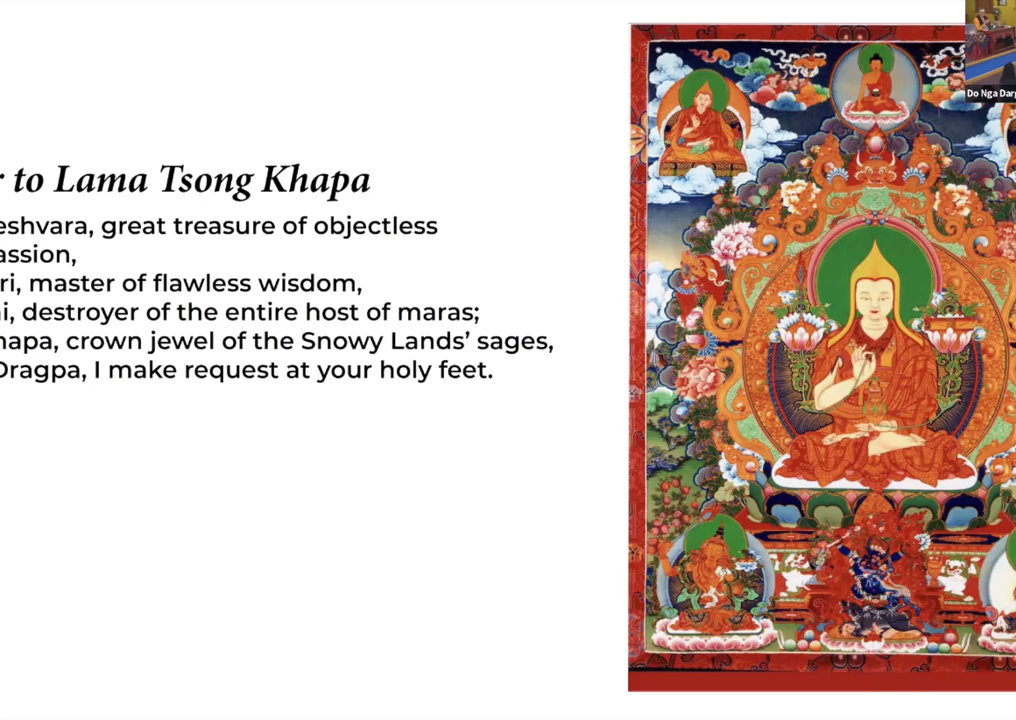 r to Lama Tsong Khapa
eshvara, great treasure of objectless
assion,
ri, master of flawless wisdom,
i, destroyer of the entire host of maras;
hapa, crown jewel of the Snowy Lands’ sages,
Dragpa, I make request at your holy feet.
Do Nga Darg